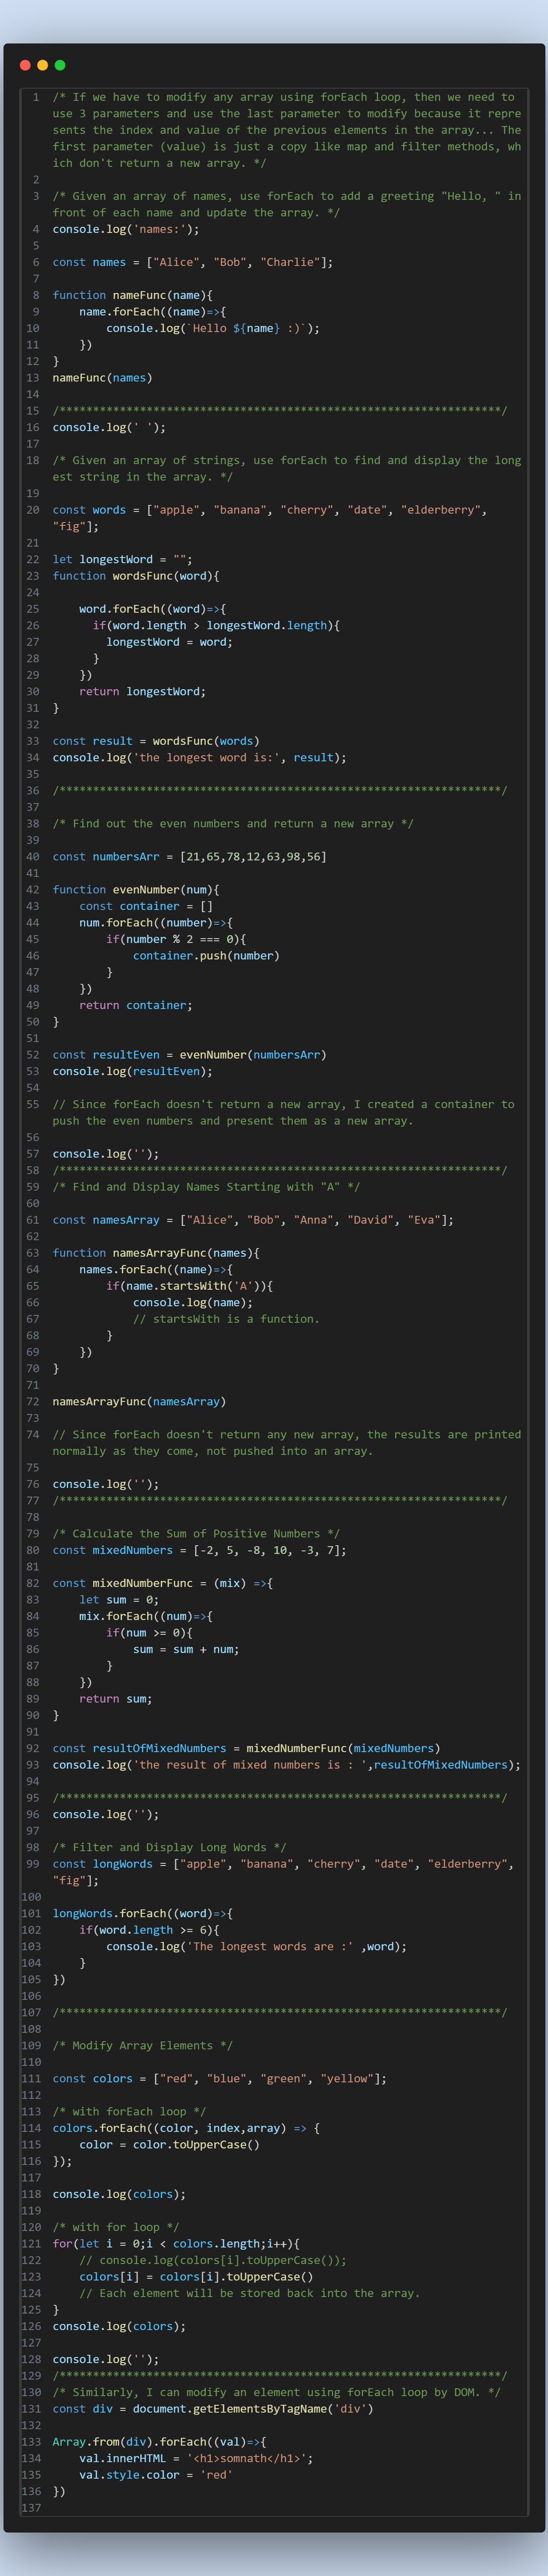 1 /* If we have to modify any array using forEach loop, then we need to
use 3 parameters and use the last parameter to modify because it repre
sents the index and value of the previous elements in the array... The
first parameter (value) is just a copy like map and filter methods, wh
ich don't return a new array. */
2
3 /* Given an array of names, use forEach to add a greeting "Hello, " in
front of each name and update the array. */
4 console.log('names:');
5
6 const names = ["Alice", "Bob", "Charlie"];
7
8 function nameFunc(name){
9     name.forEach((name)=>{
10         console.log(`Hello ${name} :)`);
11     })
12 }
13 nameFunc(names)
14
15 /******************************************************************/
16 console.log(' ');
17
18 /* Given an array of strings, use forEach to find and display the long
est string in the array. */
19
20 const words = ["apple", "banana", "cherry", "date", "elderberry",
"fig"];
21
22 let longestWord = "";
23 function wordsFunc(word){
24
25     word.forEach((word)=>{
26       if(word.length > longestWord.length){
27         longestWord = word;
28       }
29     })
30     return longestWord;
31 }
32
33 const result = wordsFunc(words)
34 console.log('the longest word is:', result);
35
36 /******************************************************************/
37
38 /* Find out the even numbers and return a new array */
39
40 const numbersArr = [21,65,78,12,63,98,56]
41
42 function evenNumber(num){
43     const container = []
44     num.forEach((number)=>{
45         if(number % 2 === 0){
46             container.push(number)
47         }
48     })
49     return container;
50 }
51
52 const resultEven = evenNumber(numbersArr)
53 console.log(resultEven);
54
55 // Since forEach doesn't return a new array, I created a container to
push the even numbers and present them as a new array.
56
57 console.log('');
58 /******************************************************************/
59 /* Find and Display Names Starting with "A" */
60
61 const namesArray = ["Alice", "Bob", "Anna", "David", "Eva"];
62
63 function namesArrayFunc(names){
64     names.forEach((name)=>{
65         if(name.startsWith('A')){
66             console.log(name);
67             // startsWith is a function.
68         }
69     })
70 }
71
72 namesArrayFunc(namesArray)
73
74 // Since forEach doesn't return any new array, the results are printed
normally as they come, not pushed into an array.
75
76 console.log('');
77 /******************************************************************/
78
79 /* Calculate the Sum of Positive Numbers */
80 const mixedNumbers = [-2, 5, -8, 10, -3, 7];
81
82 const mixedNumberFunc = (mix) =>{
83     let sum = 0;
84     mix.forEach((num)=>{
85         if(num >= 0){
86             sum = sum + num;
87         }
88     })
89     return sum;
90 }
91
92 const resultOfMixedNumbers = mixedNumberFunc(mixedNumbers)
93 console.log('the result of mixed numbers is : ',resultOfMixedNumbers);
94
95 /******************************************************************/
96 console.log('');
97
98 /* Filter and Display Long Words */
99 const longWords = ["apple", "banana", "cherry", "date", "elderberry",
"fig"];
100
101 longWords.forEach((word)=>{
102     if(word.length >= 6){
103         console.log('The longest words are :' ,word);
104     }
105 })
106
107 /******************************************************************/
108
109 /* Modify Array Elements */
110
111 const colors = ["red", "blue", "green", "yellow"];
112
113 /* with forEach loop */
114 colors.forEach((color, index,array) => {
115     color = color.toUpperCase()
116 });
117
118 console.log(colors);
119
120 /* with for loop */
121 for(let i = 0;i < colors.length;i++){
122     // console.log(colors[i].toUpperCase());
123     colors[i] = colors[i].toUpperCase()
124     // Each element will be stored back into the array.
125 }
126 console.log(colors);
127
128 console.log('');
129 /******************************************************************/
130 /* Similarly, I can modify an element using forEach loop by DOM. */
131 const div = document.getElementsByTagName('div')
132
133 Array.from(div).forEach((val)=>{
134     val.innerHTML = '<h1>somnath</h1>';
135     val.style.color = 'red'
136 })
137